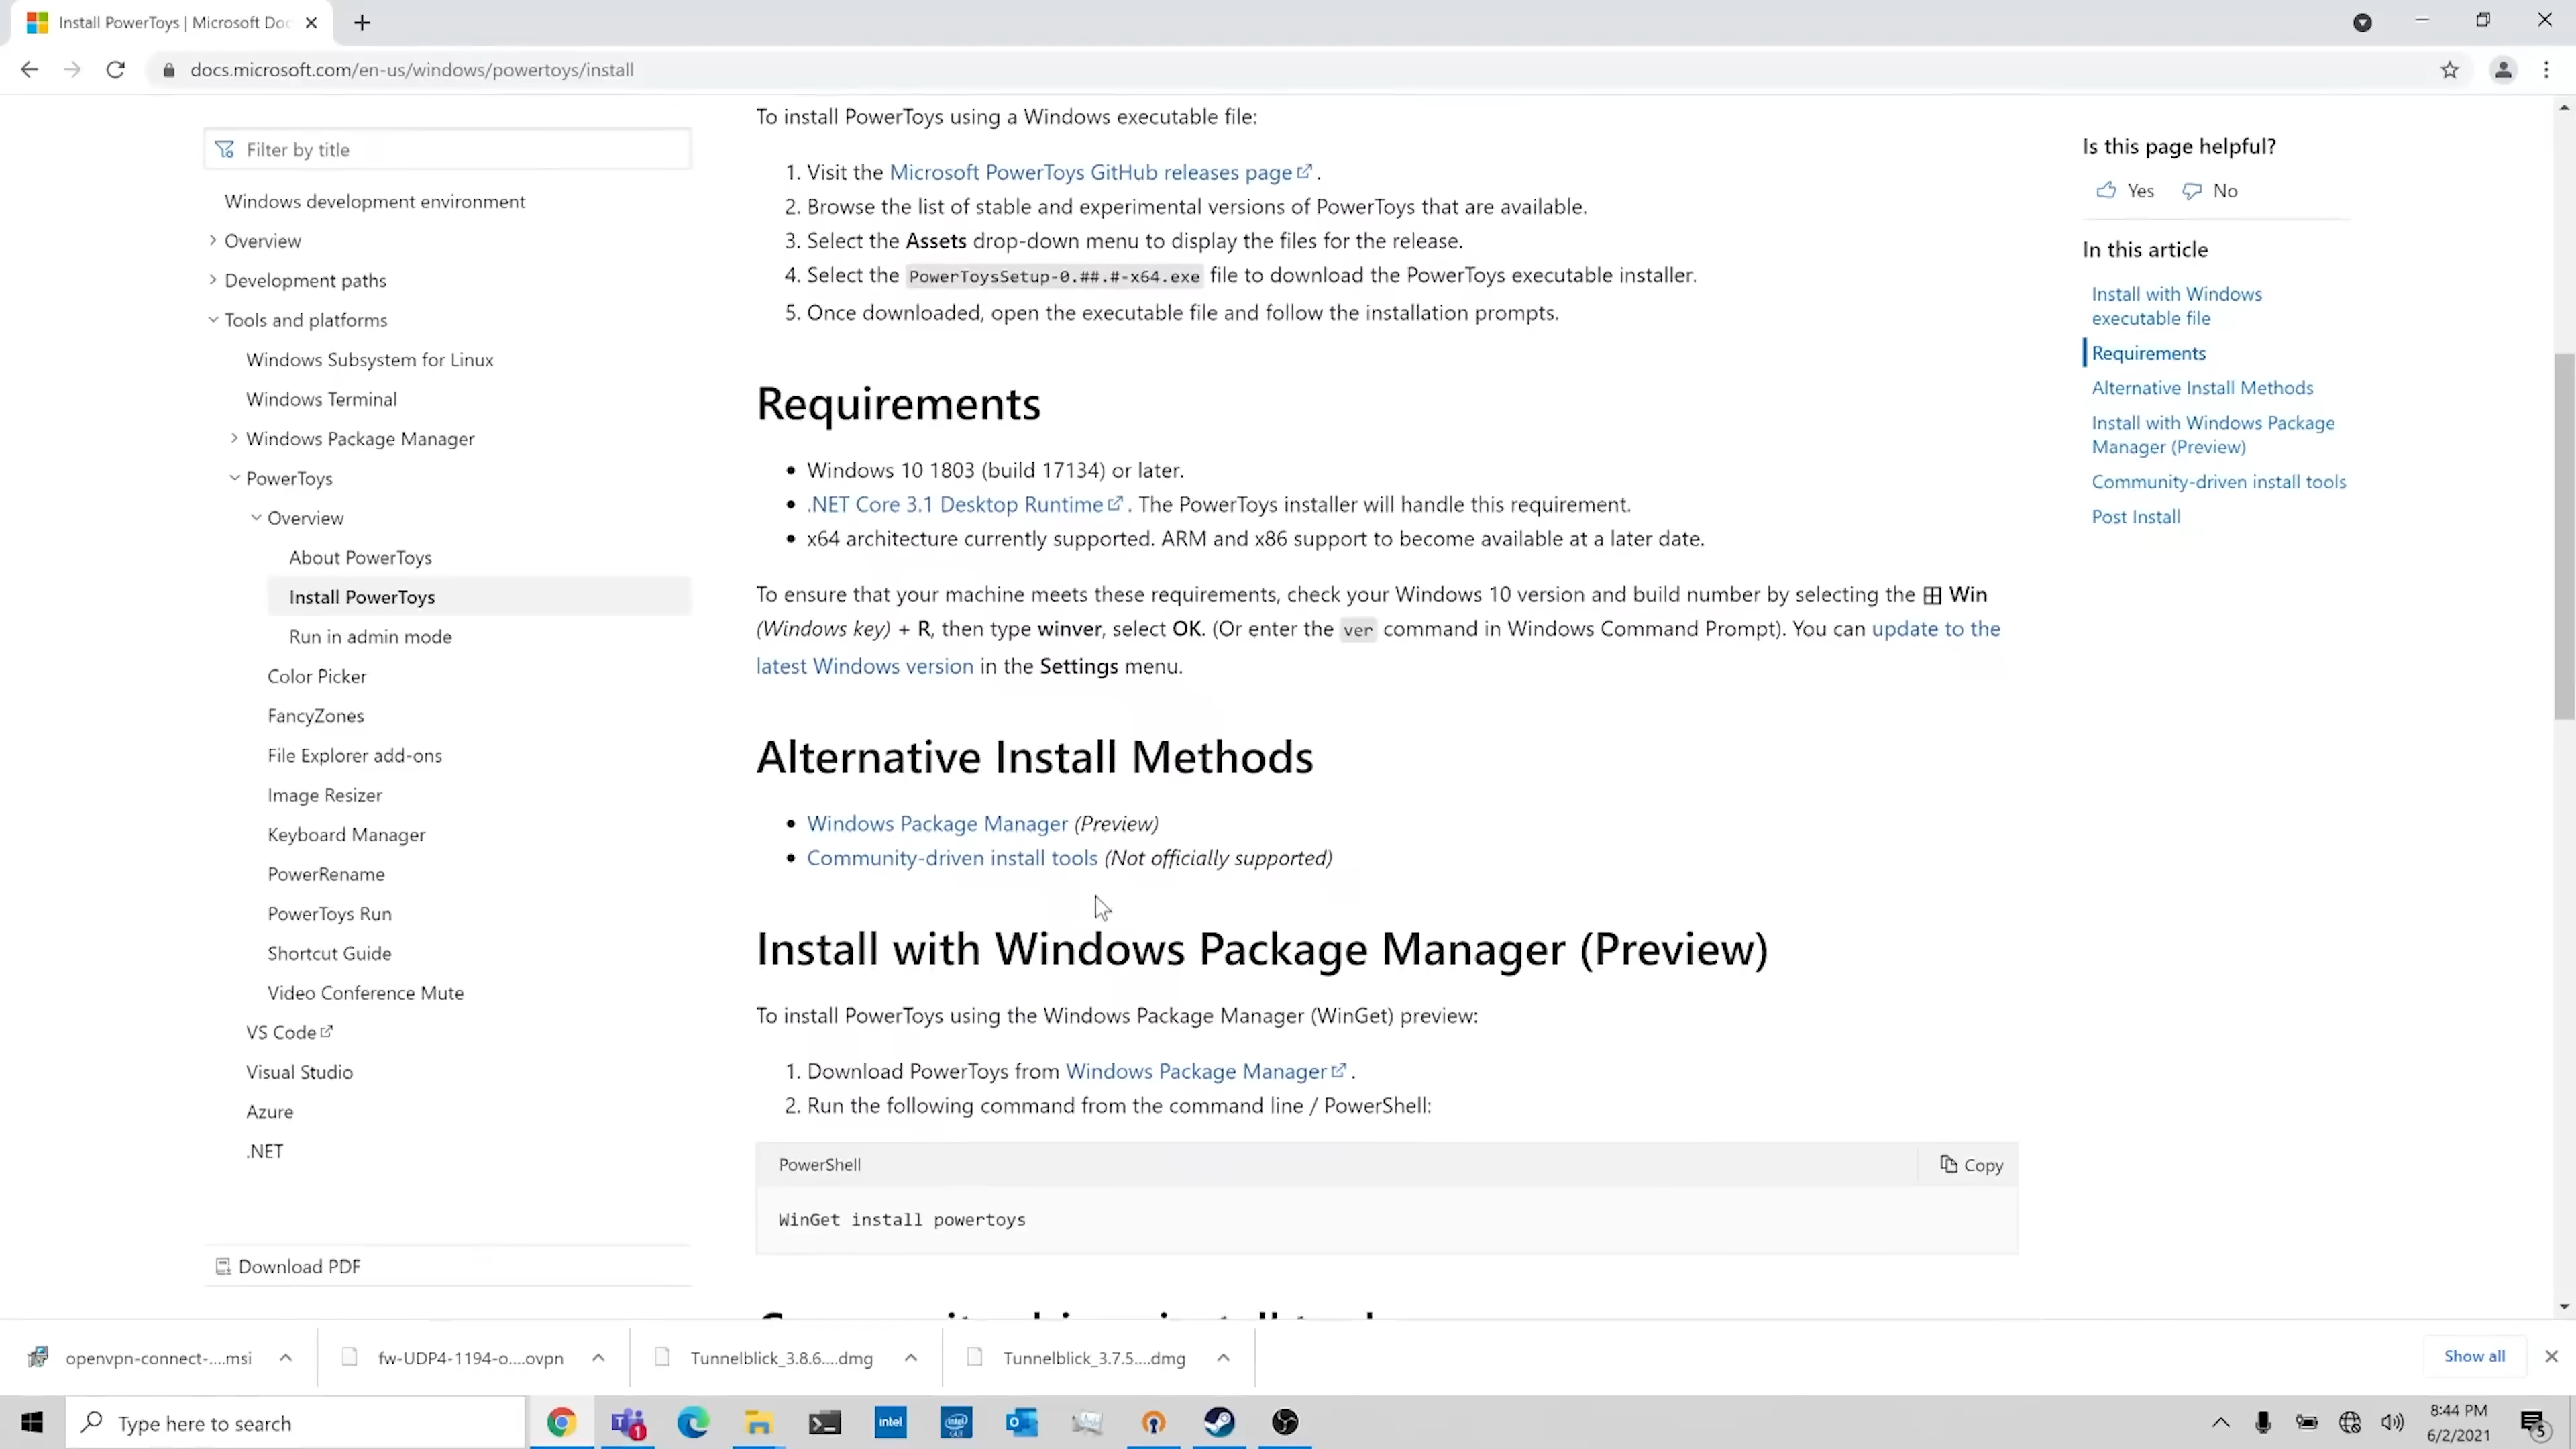 Install PowerToys | Microsoft Doc
docs.microsoft.com/en-us/windows/powertoys/install
Filter by title
Windows development environment
Overview
Development paths
Tools and platforms
Windows Subsystem for Linux
Windows Terminal
Windows Package Manager
PowerToys
Overview
About PowerToys
Install PowerToys
Run in admin mode
Color Picker
FancyZones
File Explorer add-ons
Image Resizer
Keyboard Manager
PowerRename
PowerToys Run
Shortcut Guide
Video Conference Mute
VS Code
Visual Studio
Azure
.NET
Download PDF
To install PowerToys using a Windows executable file:
1. Visit the Microsoft PowerToys GitHub releases page .
2. Browse the list of stable and experimental versions of PowerToys that are available.
3. Select the Assets drop-down menu to display the files for the release.
4. Select the PowerToysSetup-0.##.#-x64.exe file to download the PowerToys executable installer.
5. Once downloaded, open the executable file and follow the installation prompts.
Requirements
• Windows 10 1803 (build 17134) or later.
• .NET Core 3.1 Desktop Runtime . The PowerToys installer will handle this requirement.
• x64 architecture currently supported. ARM and x86 support to become available at a later date.
To ensure that your machine meets these requirements, check your Windows 10 version and build number by selecting the Win
(Windows key) + R, then type winver, select OK. (Or enter the ver command in Windows Command Prompt). You can update to the
latest Windows version in the Settings menu.
Alternative Install Methods
• Windows Package Manager (Preview)
• Community-driven install tools (Not officially supported)
Install with Windows Package Manager (Preview)
To install PowerToys using the Windows Package Manager (WinGet) preview:
1. Download PowerToys from Windows Package Manager .
2. Run the following command from the command line / PowerShell:
PowerShell
Copy
WinGet install powertoys
Is this page helpful?
Yes No
In this article
Install with Windows
executable file
Requirements
Alternative Install Methods
Install with Windows Package
Manager (Preview)
Community-driven install tools
Post Install
openvpn-connect-....msi
fw-UDP4-1194-o....ovpn
Tunnelblick_3.8.6....dmg
Tunnelblick_3.7.5....dmg
Show all
Type here to search
1
intel
intel
8:44 PM
6/2/2021
5